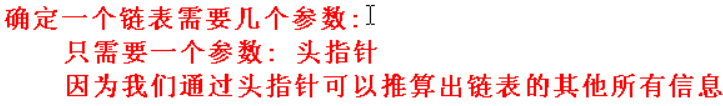 确定一个链表需要几个参数:
只需要一个参数: 头指针
因为我们通过头指针可以推算出链表的其他所有信息